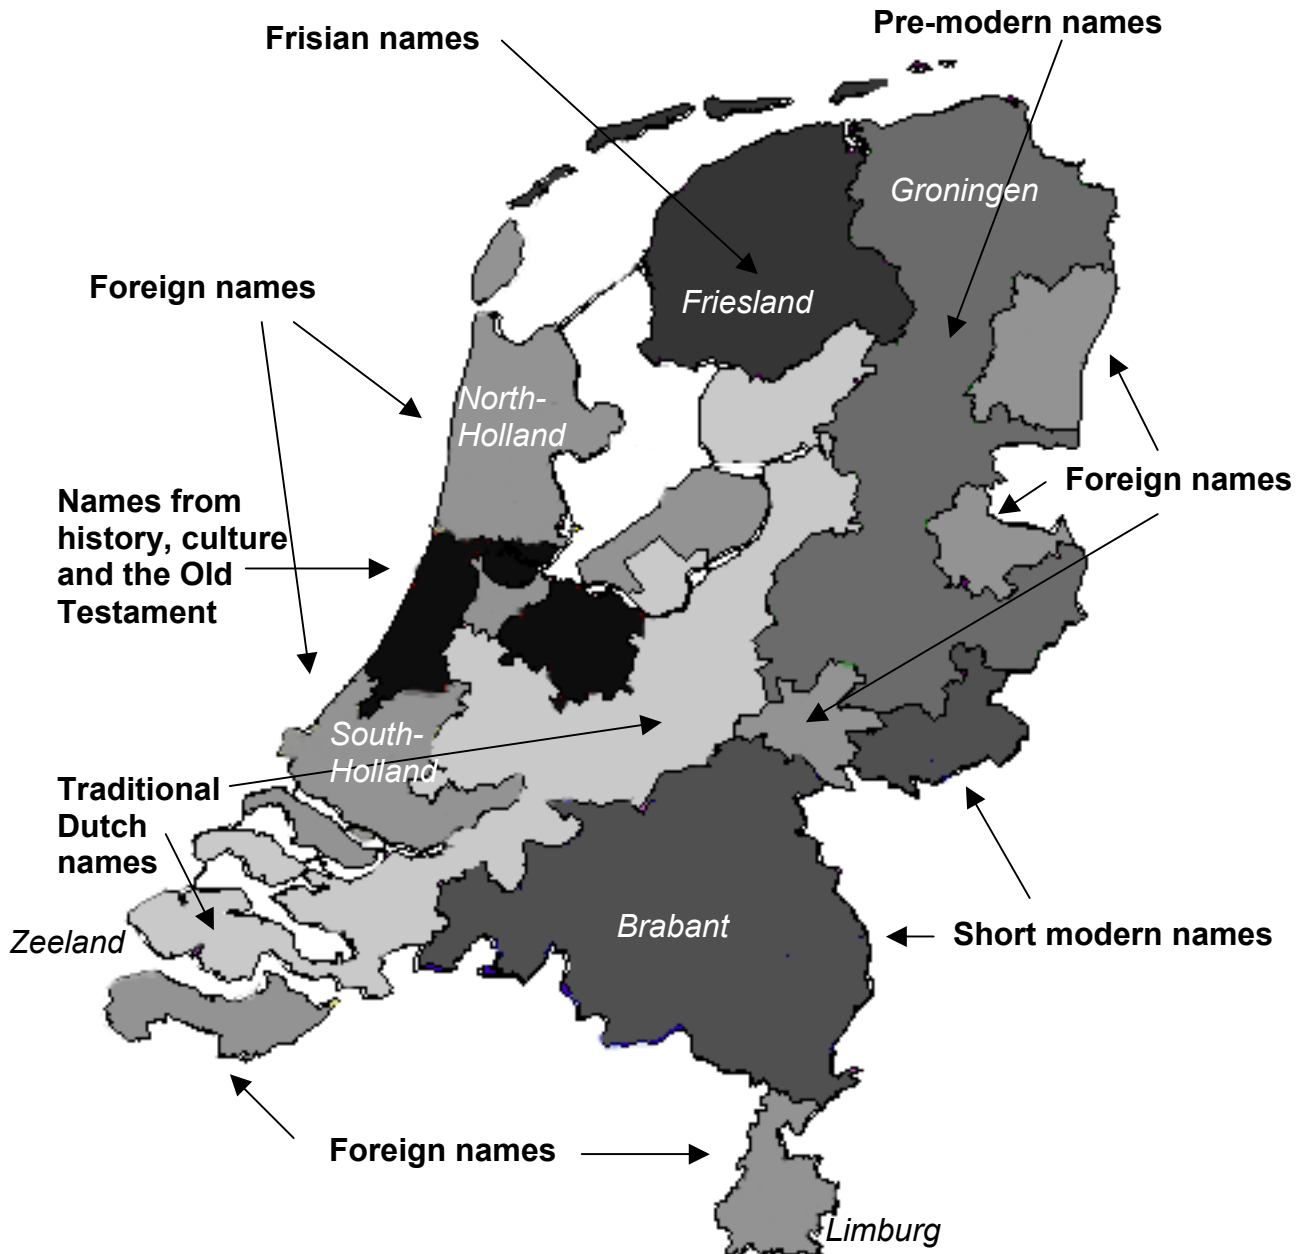 Pre-modern names
Frisian names
Groningen
Foreign names
Friesland
North-
Holland
Foreign names
Names from
history, culture
and the Old
Testament
South-
Holland
Traditional
Dutch
names
Brabant
Zeeland
Short modern names
Foreign names
Limburg